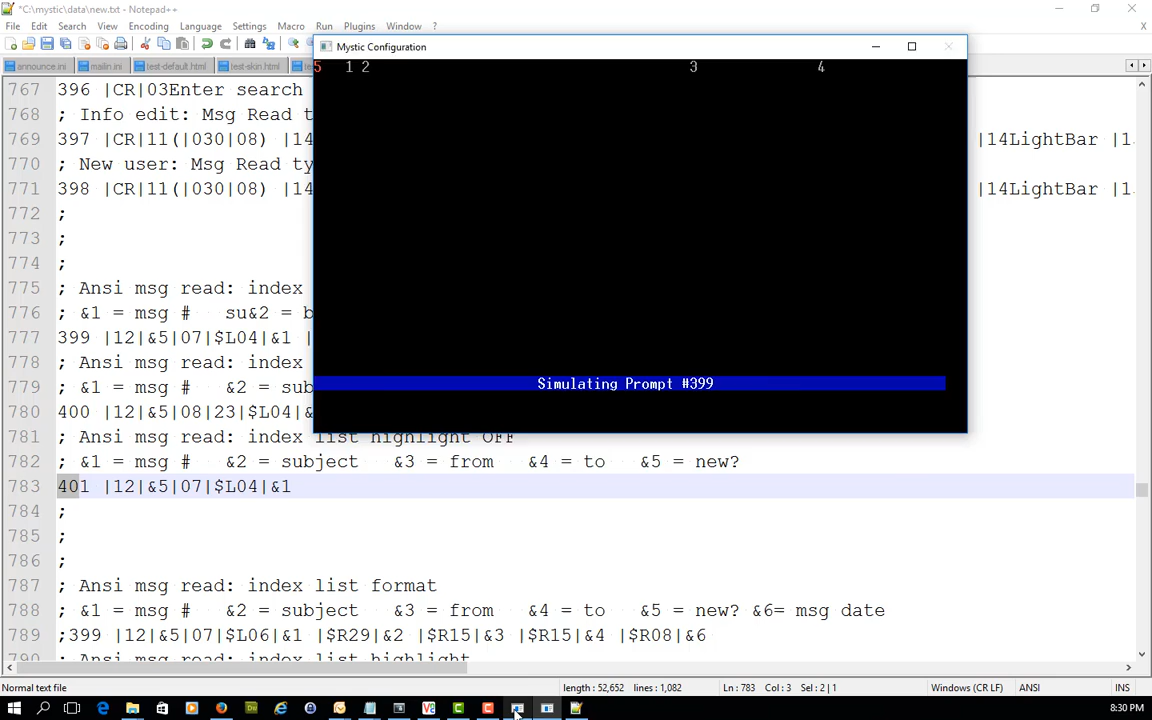 *C:\mystic\data\new.txt - Notepad++
File Edit Search View Encoding Language Settings Macro Run Plugins Window ?
announce.ini mailin.ini test-default.html test-skin.html
Mystic Configuration
5 1 2 3 4
Simulating Prompt #399
767 396 |CR|03Enter search
768 ; Info edit: Msg Read t
769 397 |CR|11(|030|08) |14 |14LightBar |1
770 ; New user: Msg Read ty
771 398 |CR|11(|030|08) |14 |14LightBar |1
772 ;
773 ;
774 ;
775 ; Ansi msg read: index
776 ; &1 = msg # su&2 = b
777 399 |12|&5|07|$L04|&1 |
778 ; Ansi msg read: index
779 ; &1 = msg # &2 = sub
780 400 |12|&5|08|23|$L04|&
781 ; Ansi msg read: index list highlight OFF
782 ; &1 = msg # &2 = subject &3 = from &4 = to &5 = new?
783 401 |12|&5|07|$L04|&1
784 ;
785 ;
786 ;
787 ; Ansi msg read: index list format
788 ; &1 = msg # &2 = subject &3 = from &4 = to &5 = new? &6= msg date
789 ;399 |12|&5|07|$L06|&1 |$R29|&2 |$R15|&3 |$R15|&4 |$R08|&6
790 ; Ansi msg read: index list highlight
Normal text file length : 52,652 lines : 1,082 Ln : 783 Col : 3 Sel : 2 | 1 Windows (CR LF) ANSI INS
8:30 PM